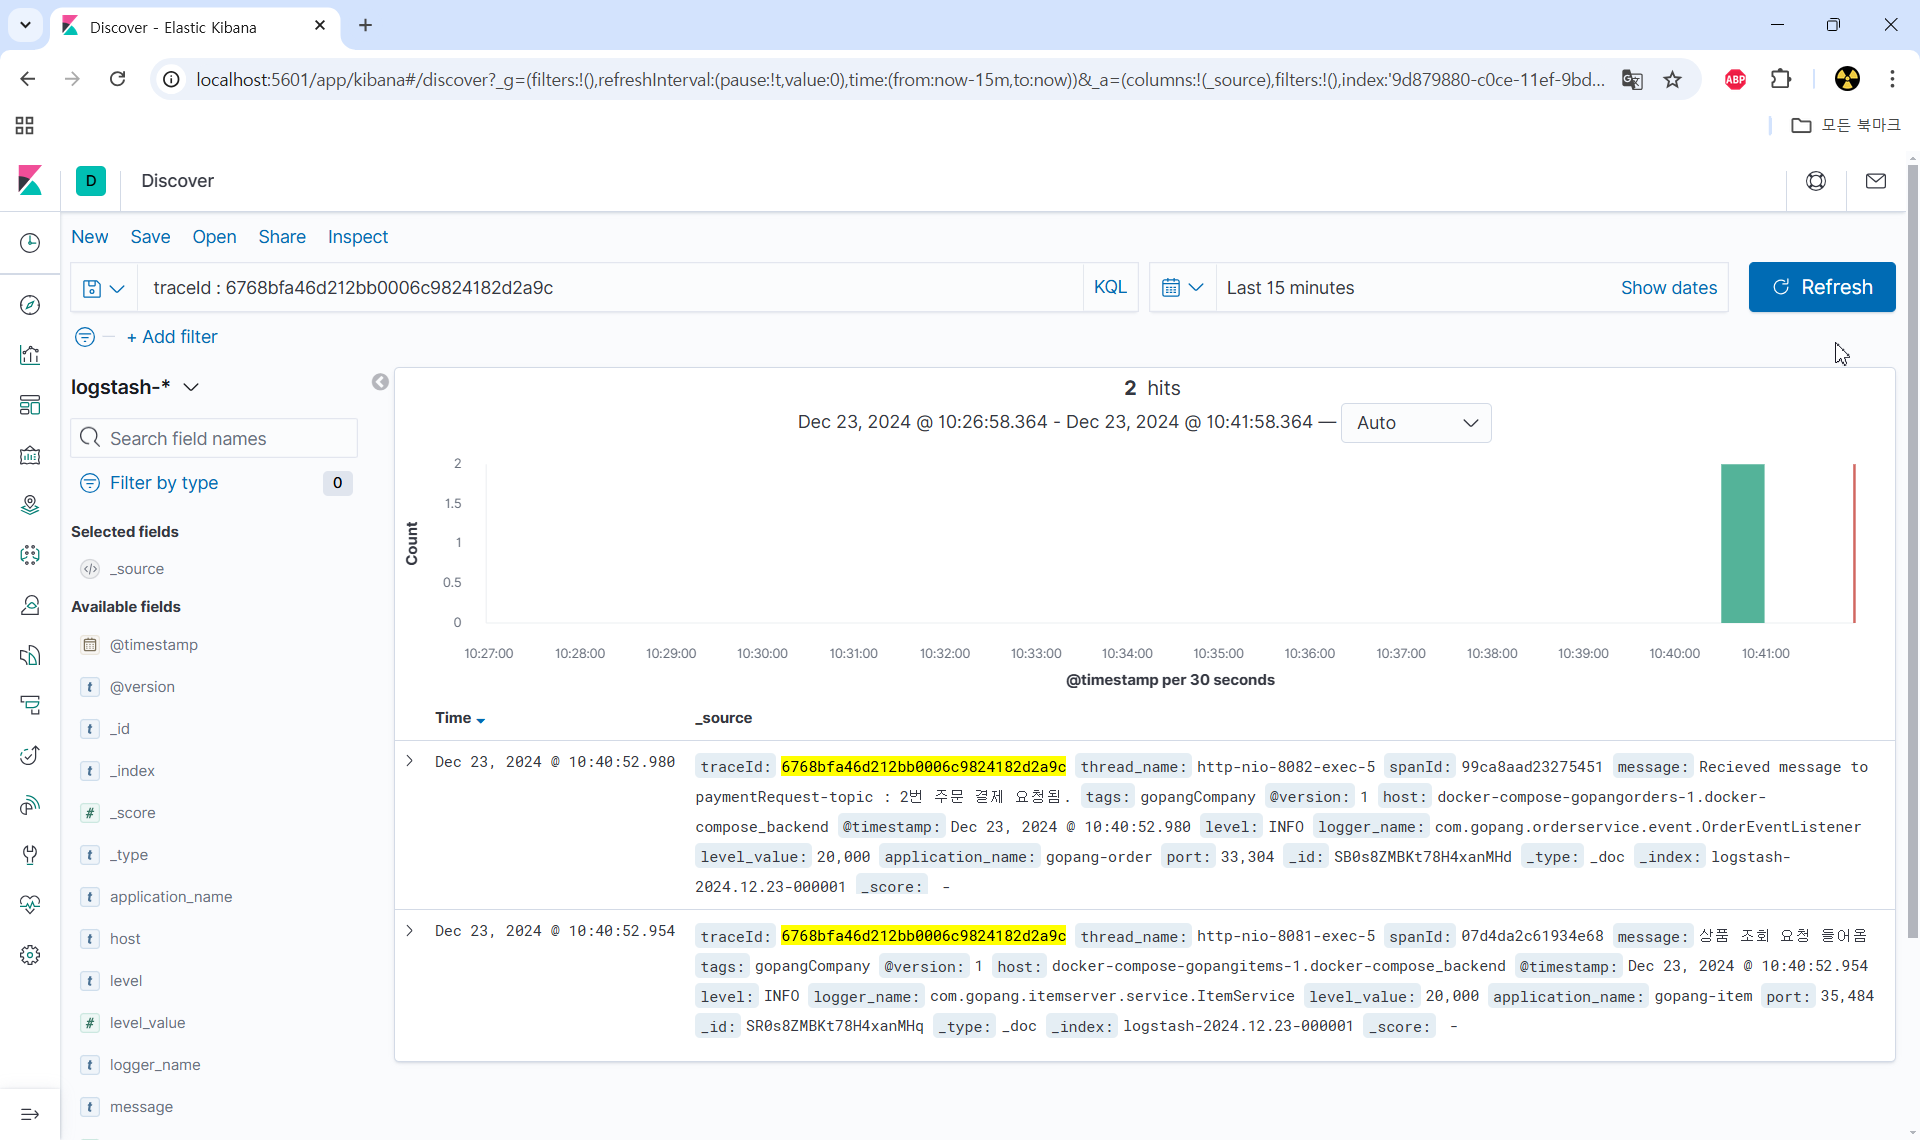 Discover - Elastic Kibana
localhost:5601/app/kibana#/discover?_g=(filters:!(),refreshInterval:(pause:!t,value:0),time:(from:now-15m,to:now))&_a=(columns:!(_source),filters:!(),index:'9d879880-c0ce-11ef-9bd...
ABP
모든 북마크
D Discover
New Save Open Share Inspect
traceId : 6768bfa46d212bb0006c9824182d2a9c KQL Last 15 minutes Show dates Refresh
+ Add filter
logstash-*
Search field names
Filter by type 0
Selected fields
_source
Available fields
@timestamp
t @version
t _id
t _index
# _score
t _type
t application_name
t host
t level
# level_value
t logger_name
t message
2 hits
Dec 23, 2024 @ 10:26:58.364 - Dec 23, 2024 @ 10:41:58.364 — Auto
2
1.5
1
0.5
0
Count
10:27:00 10:28:00 10:29:00 10:30:00 10:31:00 10:32:00 10:33:00 10:34:00 10:35:00 10:36:00 10:37:00 10:38:00 10:39:00 10:40:00 10:41:00
@timestamp per 30 seconds
Time _source
Dec 23, 2024 @ 10:40:52.980 traceId: 6768bfa46d212bb0006c9824182d2a9c thread_name: http-nio-8082-exec-5 spanId: 99ca8aad23275451 message: Recieved message to
paymentRequest-topic : 2번 주문 결제 요청됨. tags: gopangCompany @version: 1 host: docker-compose-gopangorders-1.docker-
compose_backend @timestamp: Dec 23, 2024 @ 10:40:52.980 level: INFO logger_name: com.gopang.orderservice.event.OrderEventListener
level_value: 20,000 application_name: gopang-order port: 33,304 _id: SB0s8ZMBKt78H4xanMHd _type: _doc _index: logstash-
2024.12.23-000001 _score: -
Dec 23, 2024 @ 10:40:52.954 traceId: 6768bfa46d212bb0006c9824182d2a9c thread_name: http-nio-8081-exec-5 spanId: 07d4da2c61934e68 message: 상품 조회 요청 들어옴
tags: gopangCompany @version: 1 host: docker-compose-gopangitems-1.docker-compose_backend @timestamp: Dec 23, 2024 @ 10:40:52.954
level: INFO logger_name: com.gopang.itemserver.service.ItemService level_value: 20,000 application_name: gopang-item port: 35,484
_id: SR0s8ZMBKt78H4xanMHq _type: _doc _index: logstash-2024.12.23-000001 _score: -